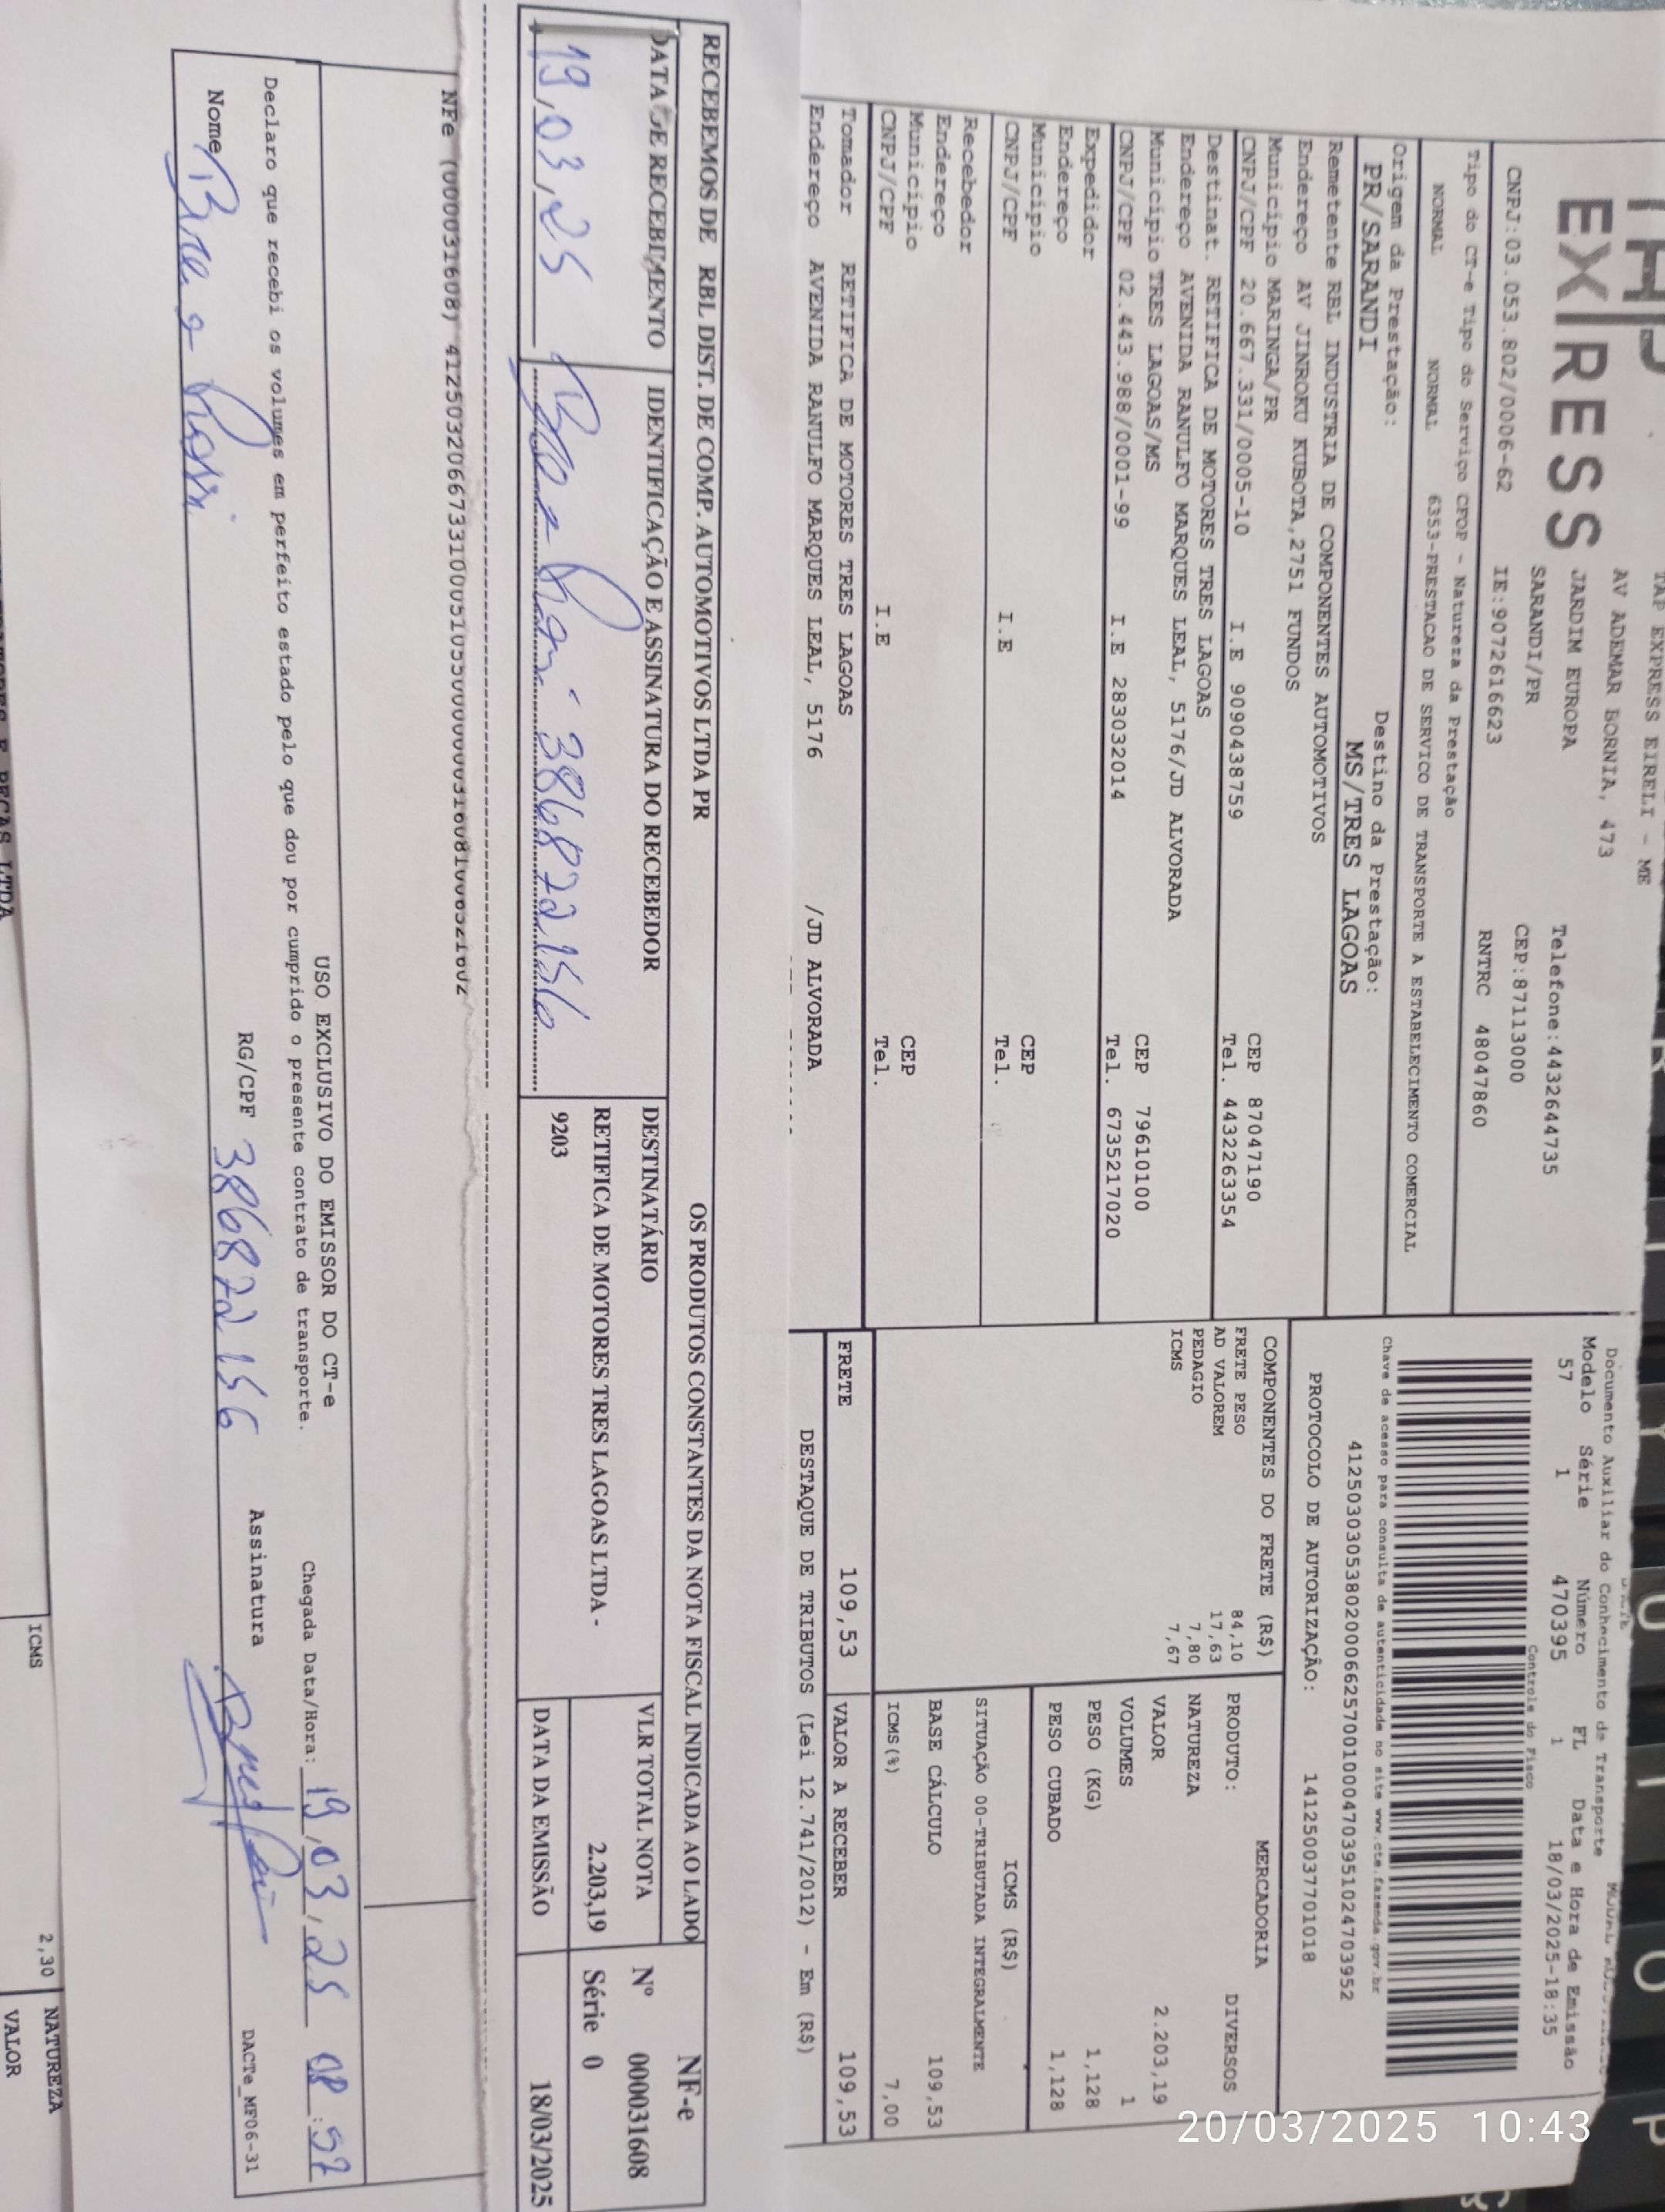 EXPRESS
TAP EXPRESS EIRELI - ME
AV ADEMAR BORNIA, 473
JARDIM EUROPA
SARANDI/PR
Telefone:4432644735
CEP:87113000
CNPJ:03.053.802/0006-62 IE:9072616623 RNTRC 48047860
Documento Auxiliar do Conhecimento de Transporte
Modelo Série Número FL Data e Hora de Emissão
57 1 470395 1 18/03/2025-18:35
Controle do Fisco
Tipo do CT-e Tipo do Serviço CFOP - Natureza da Prestação
NORMAL NORMAL 6353-PRESTACAO DE SERVICO DE TRANSPORTE A ESTABELECIMENTO COMERCIAL
Chave de acesso para consulta de autenticidade no site www.cte.fazenda.gov.br
41250303053802000662570010004703951024703952
Origem da Prestação: Destino da Prestação:
PR/SARANDI MS/TRES LAGOAS
PROTOCOLO DE AUTORIZAÇÃO: 141250037701018
Remetente RBL INDUSTRIA DE COMPONENTES AUTOMOTIVOS
Endereço AV JINROKU KUBOTA,2751 FUNDOS
Municipio MARINGA/PR CEP 87047190
CNPJ/CPF 20.667.331/0005-10 I.E 9090438759 Tel. 4432263354
Destinat. RETIFICA DE MOTORES TRES LAGOAS
Endereço AVENIDA RANULFO MARQUES LEAL, 5176/JD ALVORADA
Municipio TRES LAGOAS/MS CEP 79610100
CNPJ/CPF 02.443.988/0001-99 I.E 283032014 Tel. 6735217020
Expedidor
Endereço
Municipio CEP
CNPJ/CPF I.E Tel.
Recebedor
Endereço
Municipio CEP
CNPJ/CPF I.E Tel.
Tomador RETIFICA DE MOTORES TRES LAGOAS
Endereço AVENIDA RANULFO MARQUES LEAL, 5176 /JD ALVORADA
COMPONENTES DO FRETE (R$)
FRETE PESO 84,10
AD VALOREM 17,63
PEDAGIO 7,80
ICMS 7,67
MERCADORIA
PRODUTO: DIVERSOS
NATUREZA
VALOR 2.203,19
VOLUMES 1
PESO (KG) 1,128
PESO CUBADO 1,128
ICMS (R$)
SITUAÇÃO 00-TRIBUTADA INTEGRALMENTE
BASE CÁLCULO 109,53
ICMS(%) 7,00
FRETE 109,53 VALOR A RECEBER 109,53
DESTAQUE DE TRIBUTOS (Lei 12.741/2012) - Em (R$)
RECEBEMOS DE RBL DIST. DE COMP. AUTOMOTIVOS LTDA PR OS PRODUTOS CONSTANTES DA NOTA FISCAL INDICADA AO LADO
DATA DE RECEBIMENTO IDENTIFICAÇÃO E ASSINATURA DO RECEBEDOR
19,03,25 386822156
DESTINATÁRIO
RETIFICA DE MOTORES TRES LAGOAS LTDA -
9203
VLR TOTAL NOTA
2.203,19
DATA DA EMISSÃO 18/03/2025
NF-e
Nº 000031608
Série 0
USO EXCLUSIVO DO EMISSOR DO CT-e
Declaro que recebi os volumes em perfeito estado pelo que dou por cumprido o presente contrato de transporte.
Chegada Data/Hora: 19/03/25 08:57
Nome RG/CPF 386822156 Assinatura
DACTe_MF06-31
ICMS 2,30
NATUREZA
VALOR
20/03/2025 10:43